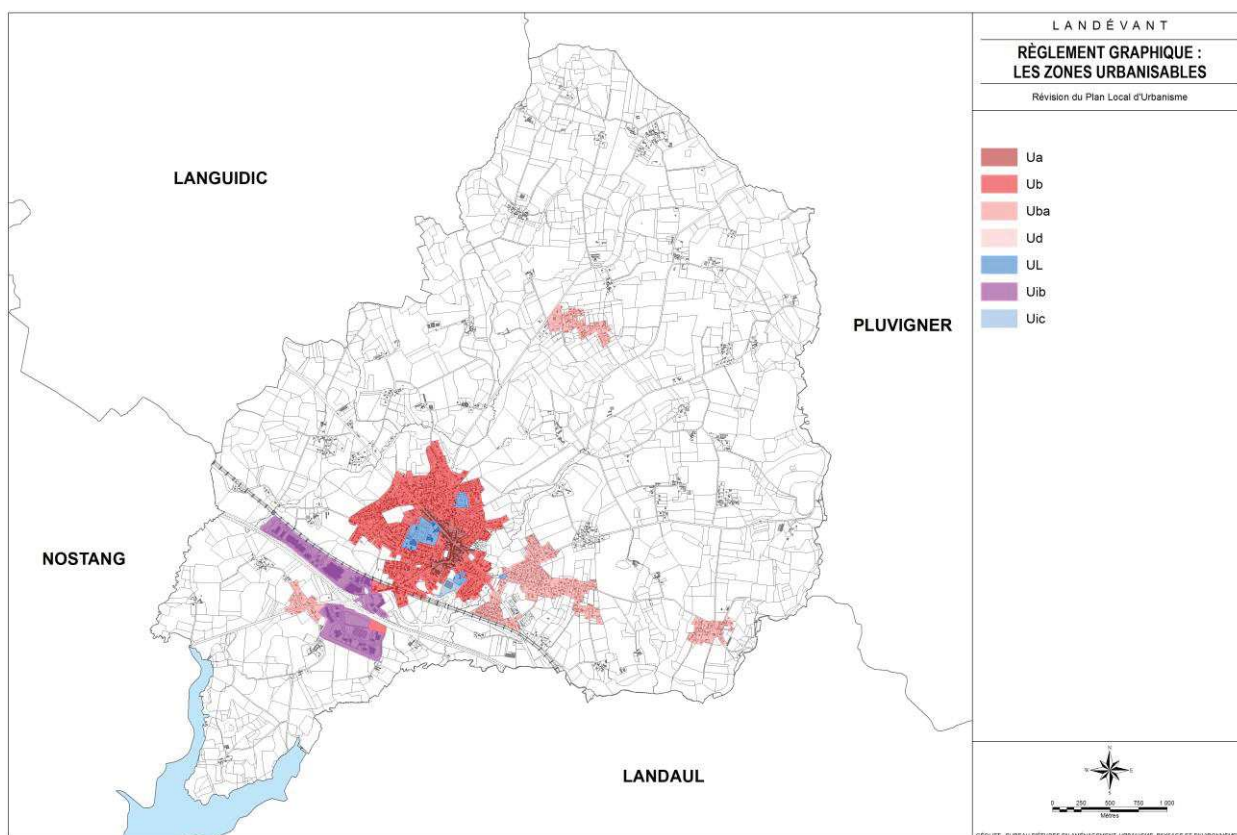 LANDÉVANT
RÈGLEMENT GRAPHIQUE :
LES ZONES URBANISABLES
Révision du Plan Local d'Urbanisme
Ua
Ub
Uba
Ud
UL
Uib
Uic
LANGUIDIC
PLUVIGNER
NOSTANG
LANDAUL
N
W E
S
0 250 500 750 1 000
Mètres